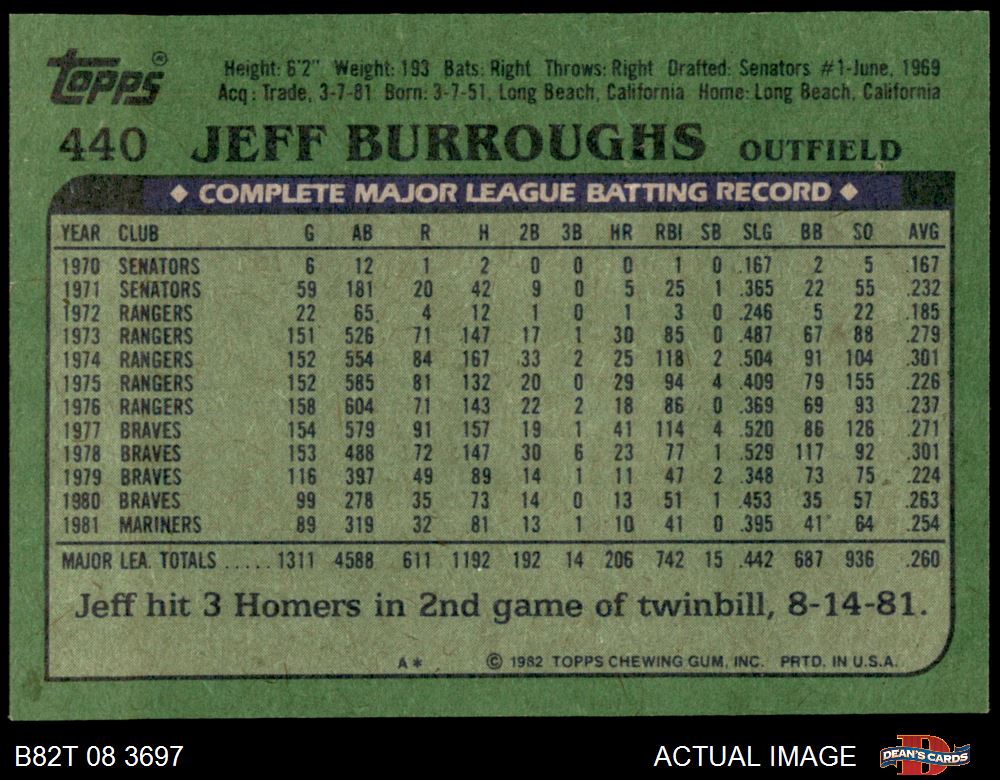 Topps®
Height: 6'2" Weight: 193 Bats: Right Throws: Right Drafted: Senators #1-June, 1969
Acq: Trade, 3-7-81 Born: 3-7-51, Long Beach, California Home: Long Beach, California
440 JEFF BURROUGHS OUTFIELD
◆ COMPLETE MAJOR LEAGUE BATTING RECORD ◆
YEAR CLUB G AB R H 2B 3B HR RBI SB SLG BB SO AVG
1970 SENATORS 6 12 1 2 0 0 0 1 0 .167 2 5 .167
1971 SENATORS 59 181 20 42 9 0 5 25 1 .365 22 55 .232
1972 RANGERS 22 65 4 12 1 0 1 3 0 .246 5 22 .185
1973 RANGERS 151 526 71 147 17 1 30 85 0 .487 67 88 .279
1974 RANGERS 152 554 84 167 33 2 25 118 2 .504 91 104 .301
1975 RANGERS 152 585 81 132 20 0 29 94 4 .409 79 155 .226
1976 RANGERS 158 604 71 143 22 2 18 86 0 .369 69 93 .237
1977 BRAVES 154 579 91 157 19 1 41 114 4 .520 86 126 .271
1978 BRAVES 153 488 72 147 30 6 23 77 1 .529 117 92 .301
1979 BRAVES 116 397 49 89 14 1 11 47 2 .348 73 75 .224
1980 BRAVES 99 278 35 73 14 0 13 51 1 .453 35 57 .263
1981 MARINERS 89 319 32 81 13 1 10 41 0 .395 41 64 .254
MAJOR LEA. TOTALS ..... 1311 4588 611 1192 192 14 206 742 15 .442 687 936 .260
Jeff hit 3 Homers in 2nd game of twinbill, 8-14-81.
A* © 1982 TOPPS CHEWING GUM, INC. PRTD. IN U.S.A.
B82T 08 3697 ACTUAL IMAGE DEAN'S CARDS